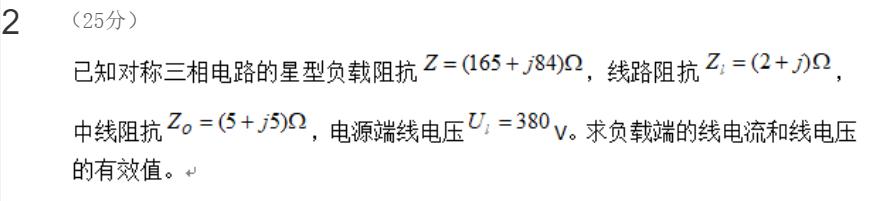 2 （25分）
已知对称三相电路的星型负载阻抗 Z = (165 + j84)Ω，线路阻抗 Z_l = (2 + j)Ω，
中线阻抗 Z_O = (5 + j5)Ω，电源端线电压 U_l = 380 V。求负载端的线电流和线电压
的有效值。↵